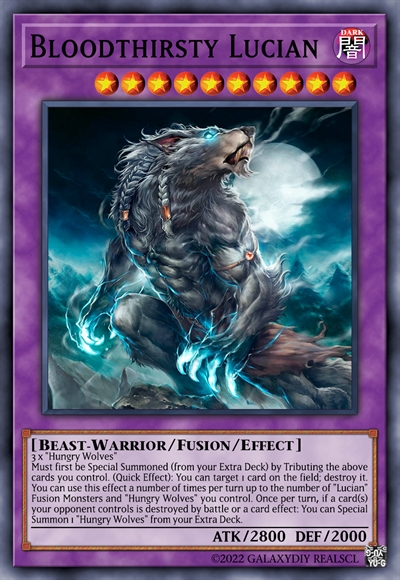 Bloodthirsty Lucian
DARK
闇
[Beast-Warrior/Fusion/Effect]
3 x "Hungry Wolves"
Must first be Special Summoned (from your Extra Deck) by Tributing the above
cards you control. (Quick Effect): You can target 1 card on the field; destroy it.
You can use this effect a number of times per turn up to the number of "Lucian"
Fusion Monsters and "Hungry Wolves" you control. Once per turn, if a card(s)
your opponent controls is destroyed by battle or a card effect: You can Special
Summon 1 "Hungry Wolves" from your Extra Deck.
ATK/2800 DEF/2000
©2022 GALAXYDIY REALSCL